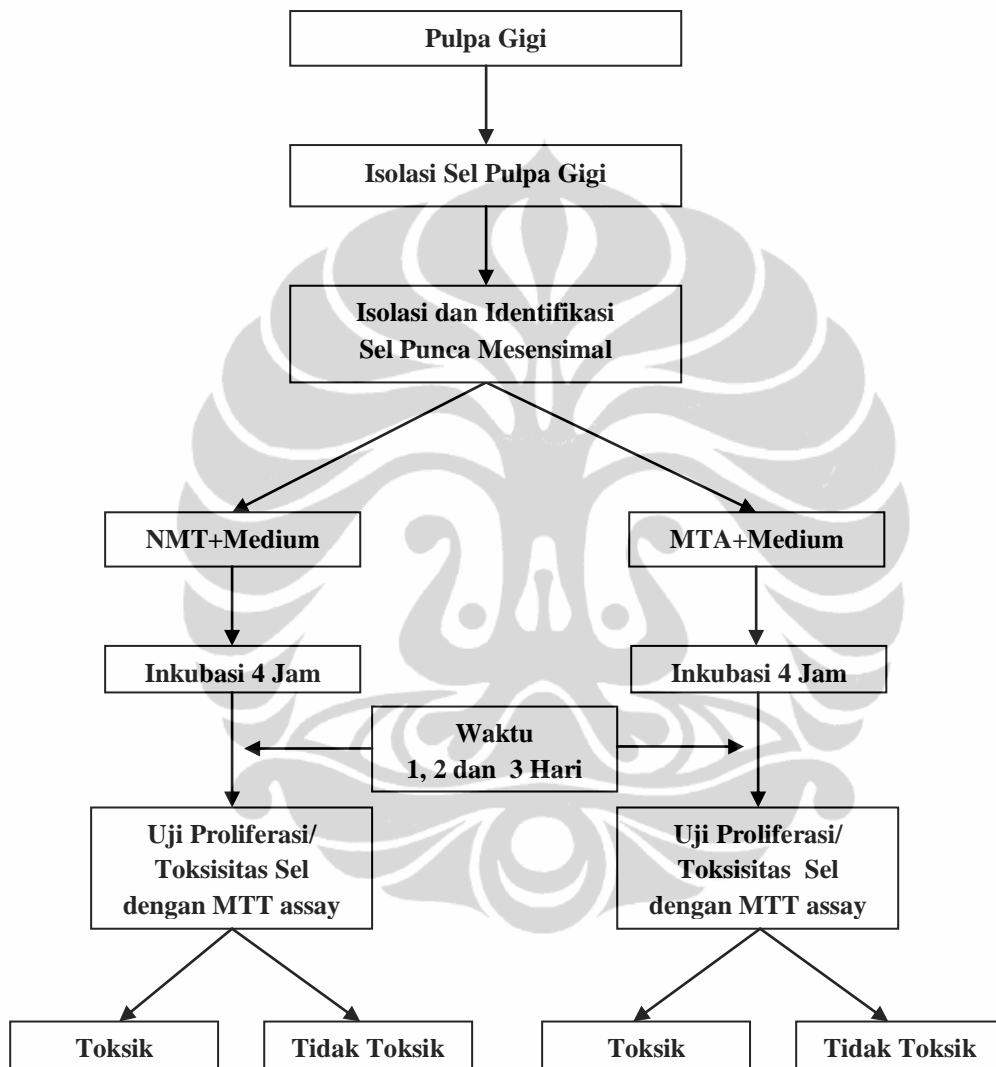 Pulpa Gigi
Isolasi Sel Pulpa Gigi
Isolasi dan Identifikasi
Sel Punca Mesensimal
NMT+Medium
MTA+Medium
Inkubasi 4 Jam
Inkubasi 4 Jam
Waktu
1, 2 dan 3 Hari
Uji Proliferasi/
Toksisitas Sel
dengan MTT assay
Uji Proliferasi/
Toksisitas Sel
dengan MTT assay
Toksik
Tidak Toksik
Toksik
Tidak Toksik